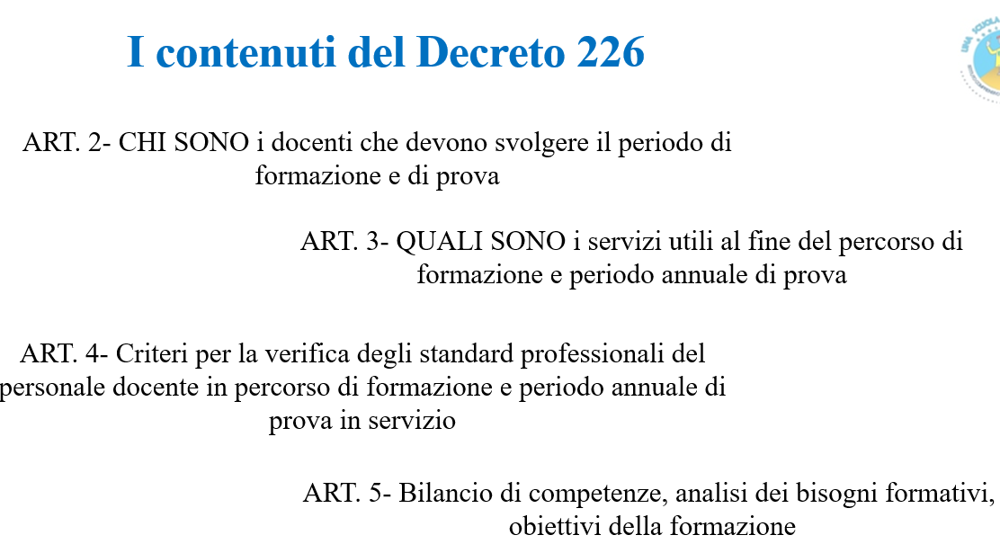 I contenuti del Decreto 226
UNA SCUOLA
ART. 2- CHI SONO i docenti che devono svolgere il periodo di
formazione e di prova
ART. 3- QUALI SONO i servizi utili al fine del percorso di
formazione e periodo annuale di prova
ART. 4- Criteri per la verifica degli standard professionali del
personale docente in percorso di formazione e periodo annuale di
prova in servizio
ART. 5- Bilancio di competenze, analisi dei bisogni formativi,
obiettivi della formazione